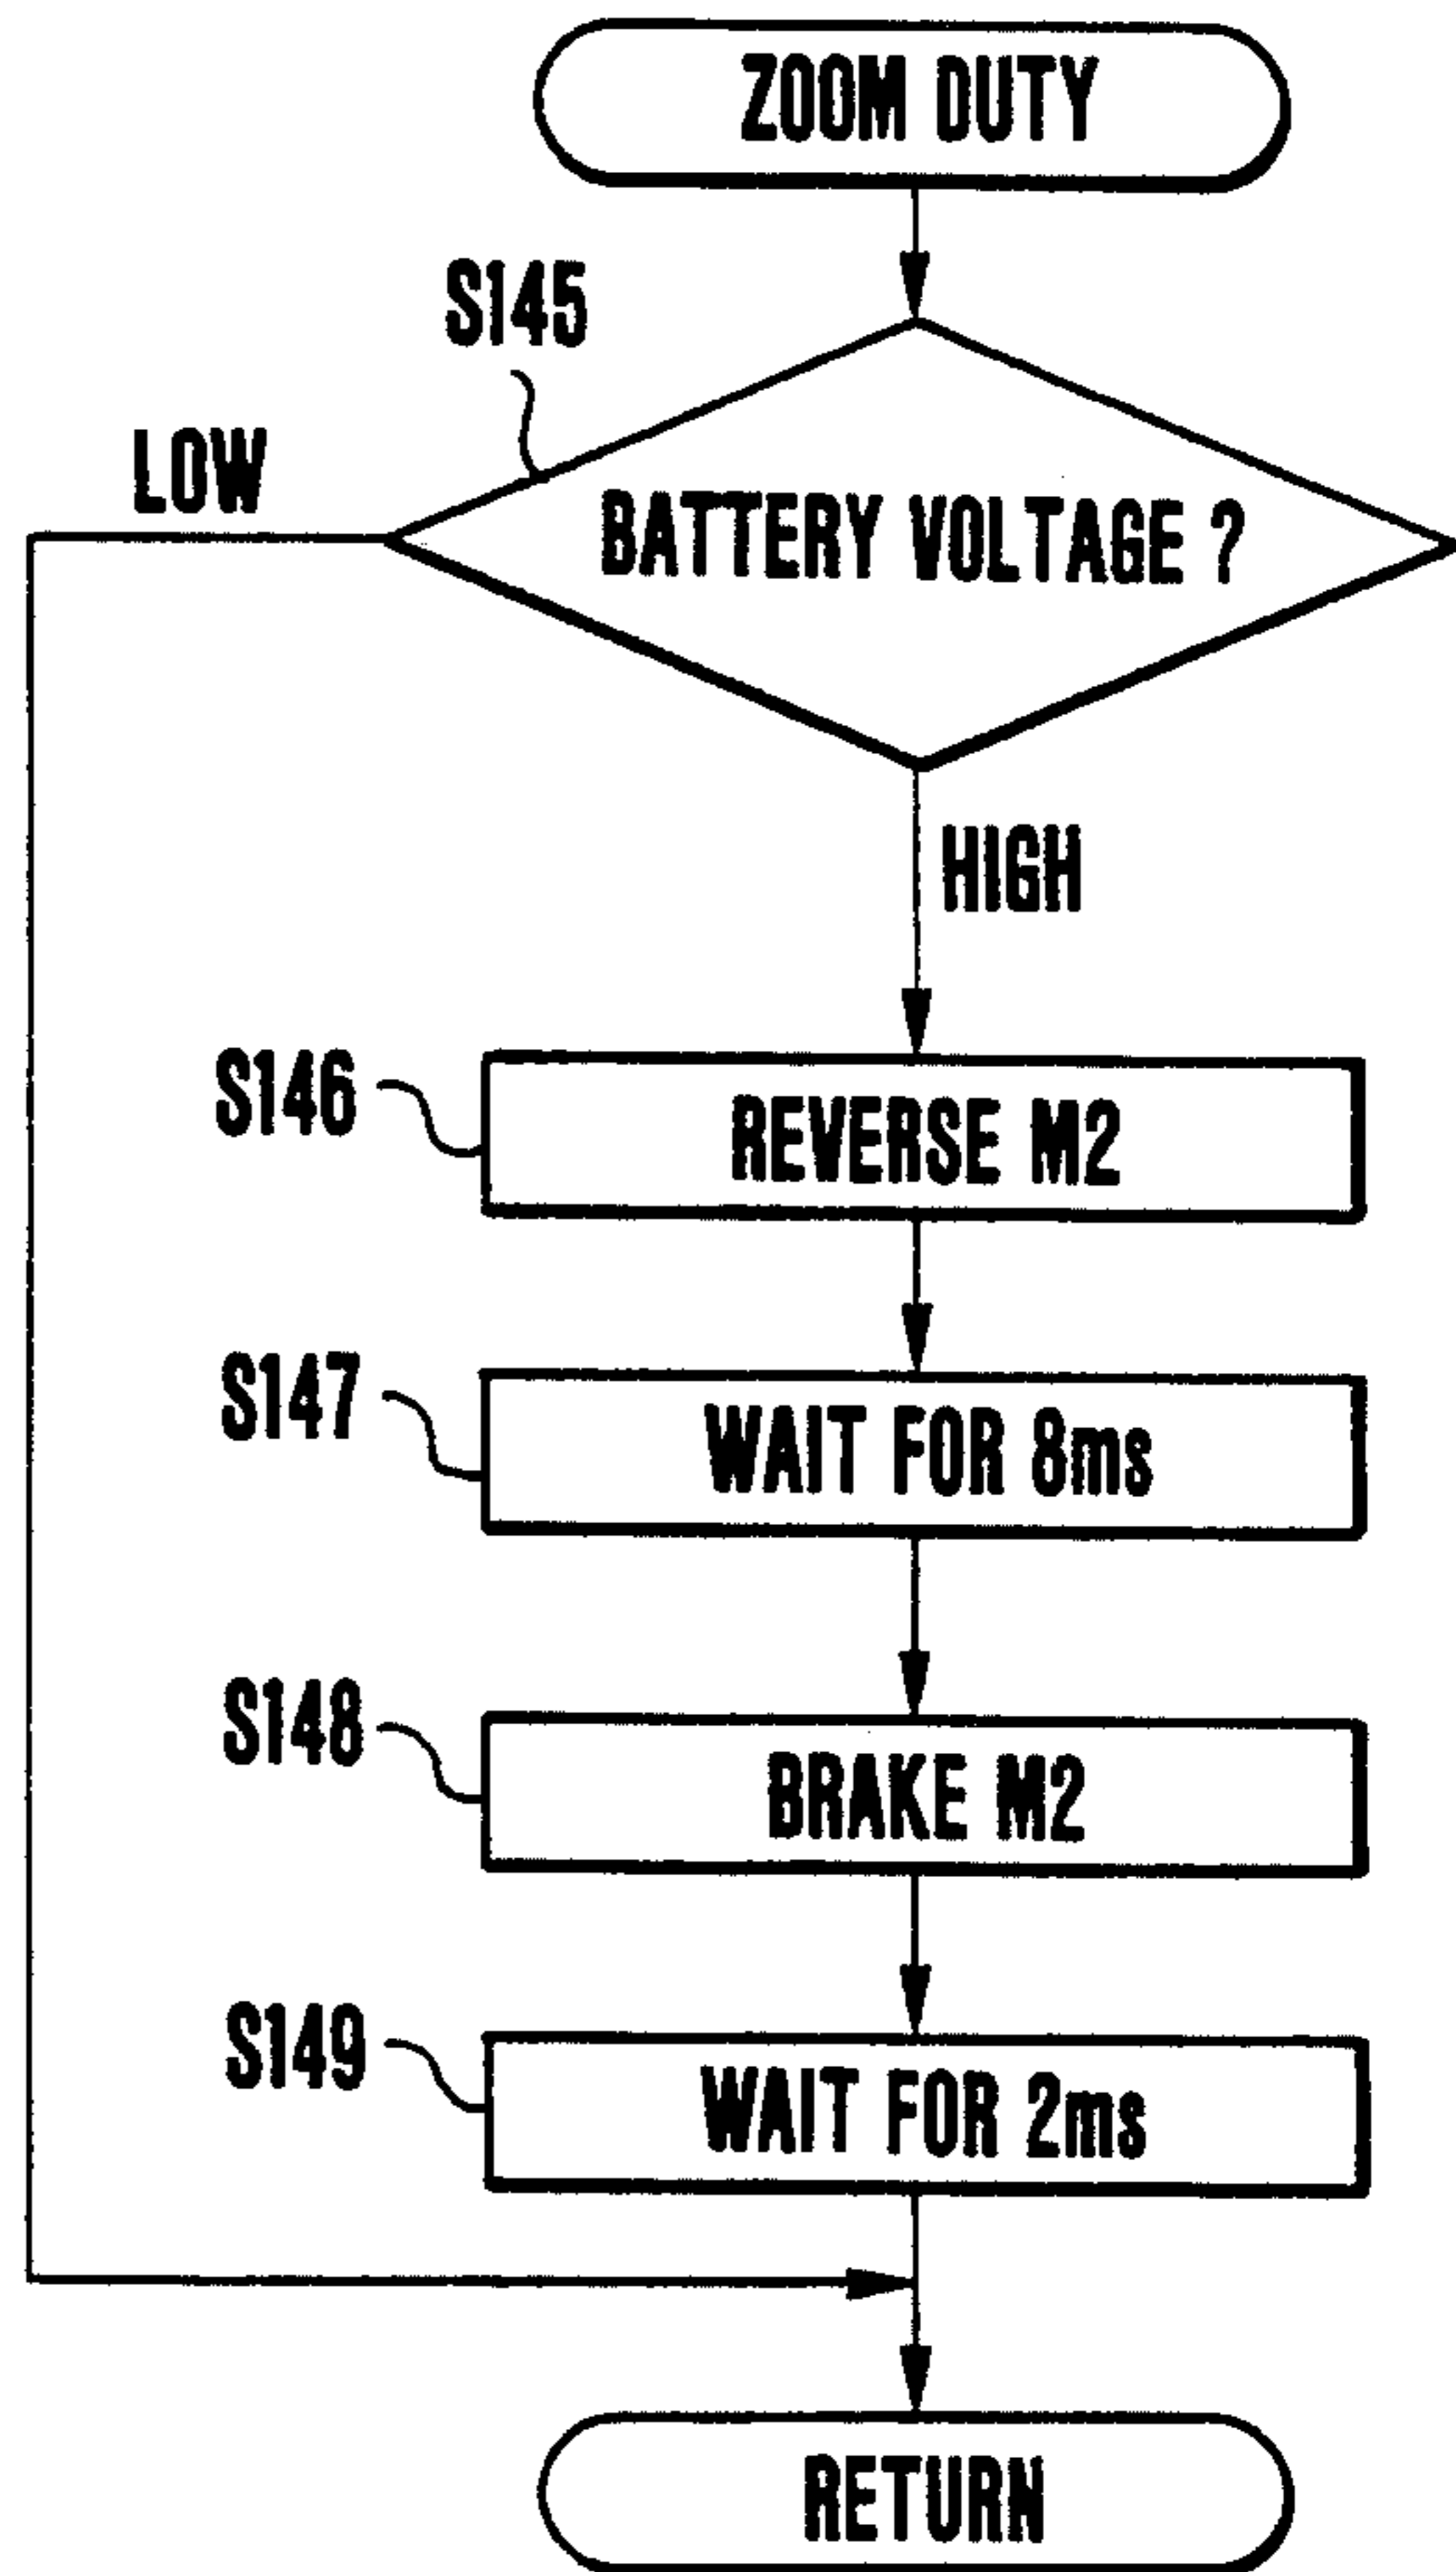 ZOOM DUTY
S145
LOW
BATTERY VOLTAGE ?
HIGH
S146
REVERSE M2
S147
WAIT FOR 8ms
S148
BRAKE M2
S149
WAIT FOR 2ms
RETURN